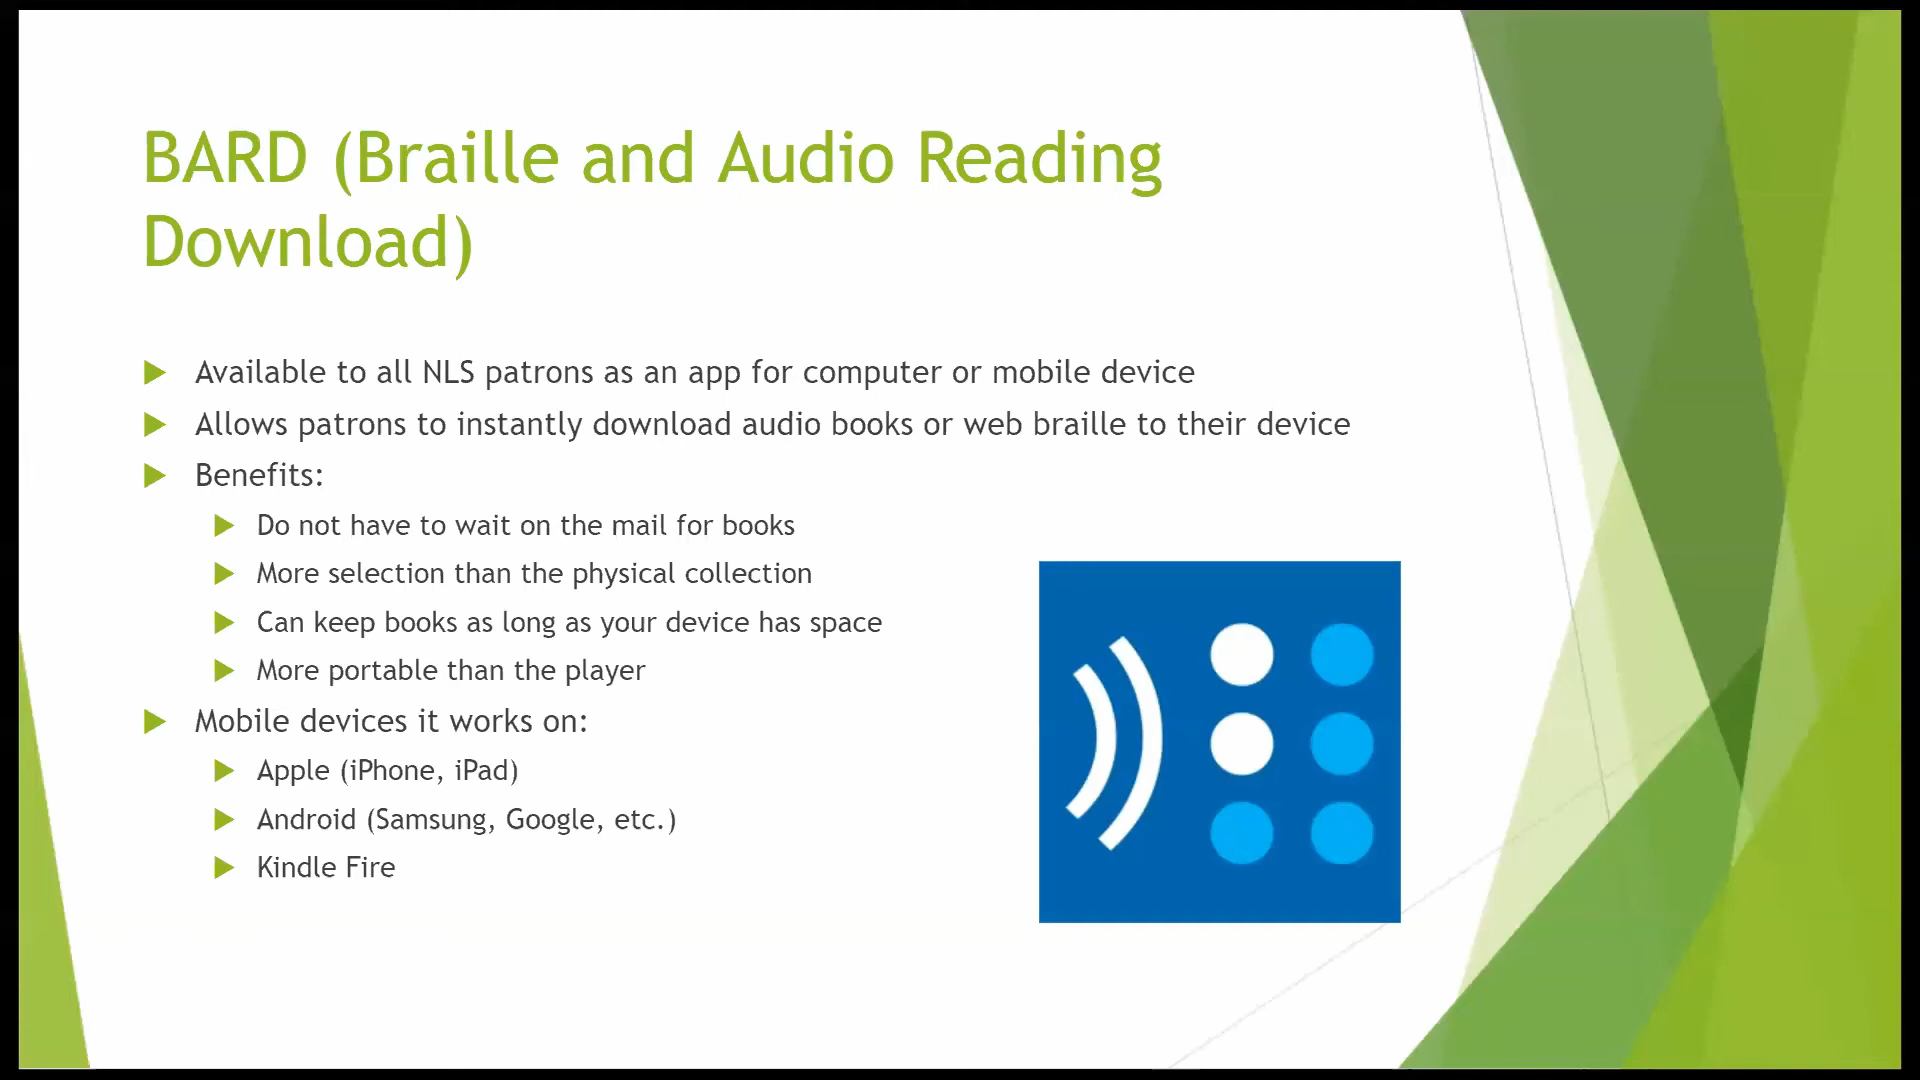 BARD (Braille and Audio Reading
Download)
Available to all NLS patrons as an app for computer or mobile device
Allows patrons to instantly download audio books or web braille to their device
Benefits:
Do not have to wait on the mail for books
More selection than the physical collection
Can keep books as long as your device has space
More portable than the player
Mobile devices it works on:
Apple (iPhone, iPad)
Android (Samsung, Google, etc.)
Kindle Fire